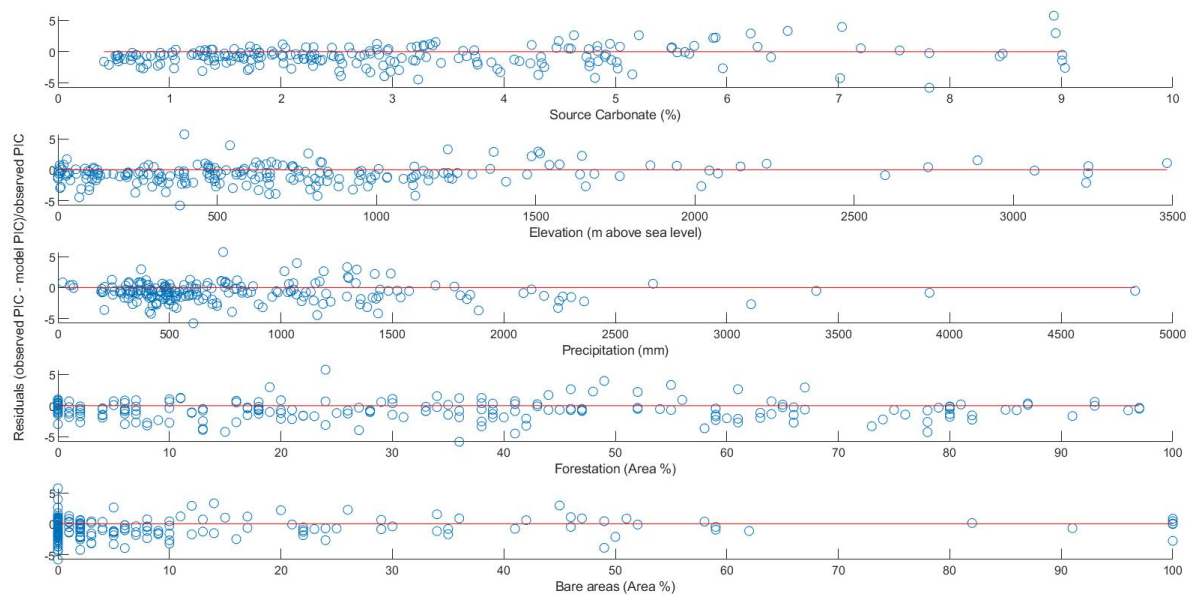 Residuals (observed PIC - model PIC)/observed PIC
5
0
-5
0 1 2 3 4 5 6 7 8 9 10
Source Carbonate (%)
5
0
-5
0 500 1000 1500 2000 2500 3000 3500
Elevation (m above sea level)
5
0
-5
0 500 1000 1500 2000 2500 3000 3500 4000 4500 5000
Precipitation (mm)
5
0
-5
0 10 20 30 40 50 60 70 80 90 100
Forestation (Area %)
5
0
-5
0 10 20 30 40 50 60 70 80 90 100
Bare areas (Area %)